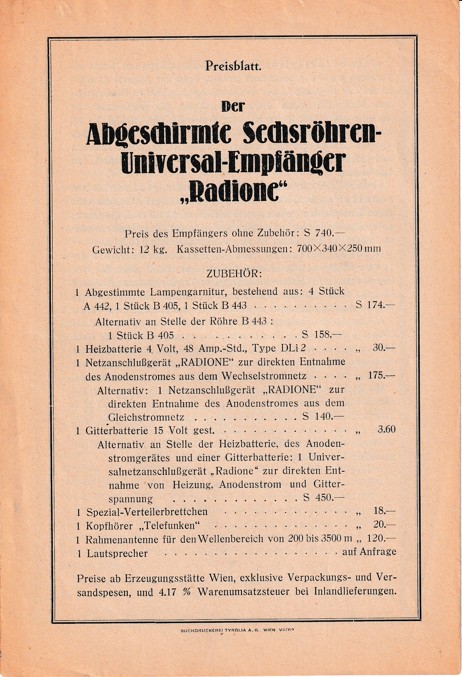 Preisblatt.
Der
Abgeschirmte Sechsröhren-
Universal-Empfänger
„Radione“
Preis des Empfängers ohne Zubehör: S 740.—
Gewicht: 12 kg. Kassetten-Abmessungen: 700×340×250 mm
ZUBEHÖR:
1 Abgestimmte Lampengarnitur, bestehend aus: 4 Stück
A 442, 1 Stück B 405, 1 Stück B 443 . . . . . . . . . . S 174.—
Alternativ an Stelle der Röhre B 443:
1 Stück B 405 . . . . . . . . . . . . . S 158.—
1 Heizbatterie 4 Volt, 48 Amp.-Std., Type DLi 2 . . . . . „ 30.—
1 Netzanschlußgerät „RADIONE“ zur direkten Entnahme
des Anodenstromes aus dem Wechselstromnetz . . . . „ 175.—
Alternativ: 1 Netzanschlußgerät „RADIONE“ zur
direkten Entnahme des Anodenstromes aus dem
Gleichstromnetz . . . . . . . . . . . S 140.—
1 Gitterbatterie 15 Volt gest. . . . . . . . . . . . . . . „ 3.60
Alternativ an Stelle der Heizbatterie, des Anoden-
stromgerätes und einer Gitterbatterie: 1 Univer-
salnetzanschlußgerät „Radione“ zur direkten Ent-
nahme von Heizung, Anodenstrom und Gitter-
spannung . . . . . . . . . . . . . S 450.—
1 Spezial-Verteilerbrettchen . . . . . . . . . . . . . . „ 18.—
1 Kopfhörer „Telefunken“ . . . . . . . . . . . . . . . „ 20.—
1 Rahmenantenne für den Wellenbereich von 200 bis 3500 m „ 120.—
1 Lautsprecher . . . . . . . . . . . . . . . . . auf Anfrage
Preise ab Erzeugungsstätte Wien, exklusive Verpackungs- und Ver-
sandspesen, und 4.17 % Warenumsatzsteuer bei Inlandlieferungen.
BUCHDRUCKEREI TYROLIA A. G. WIEN